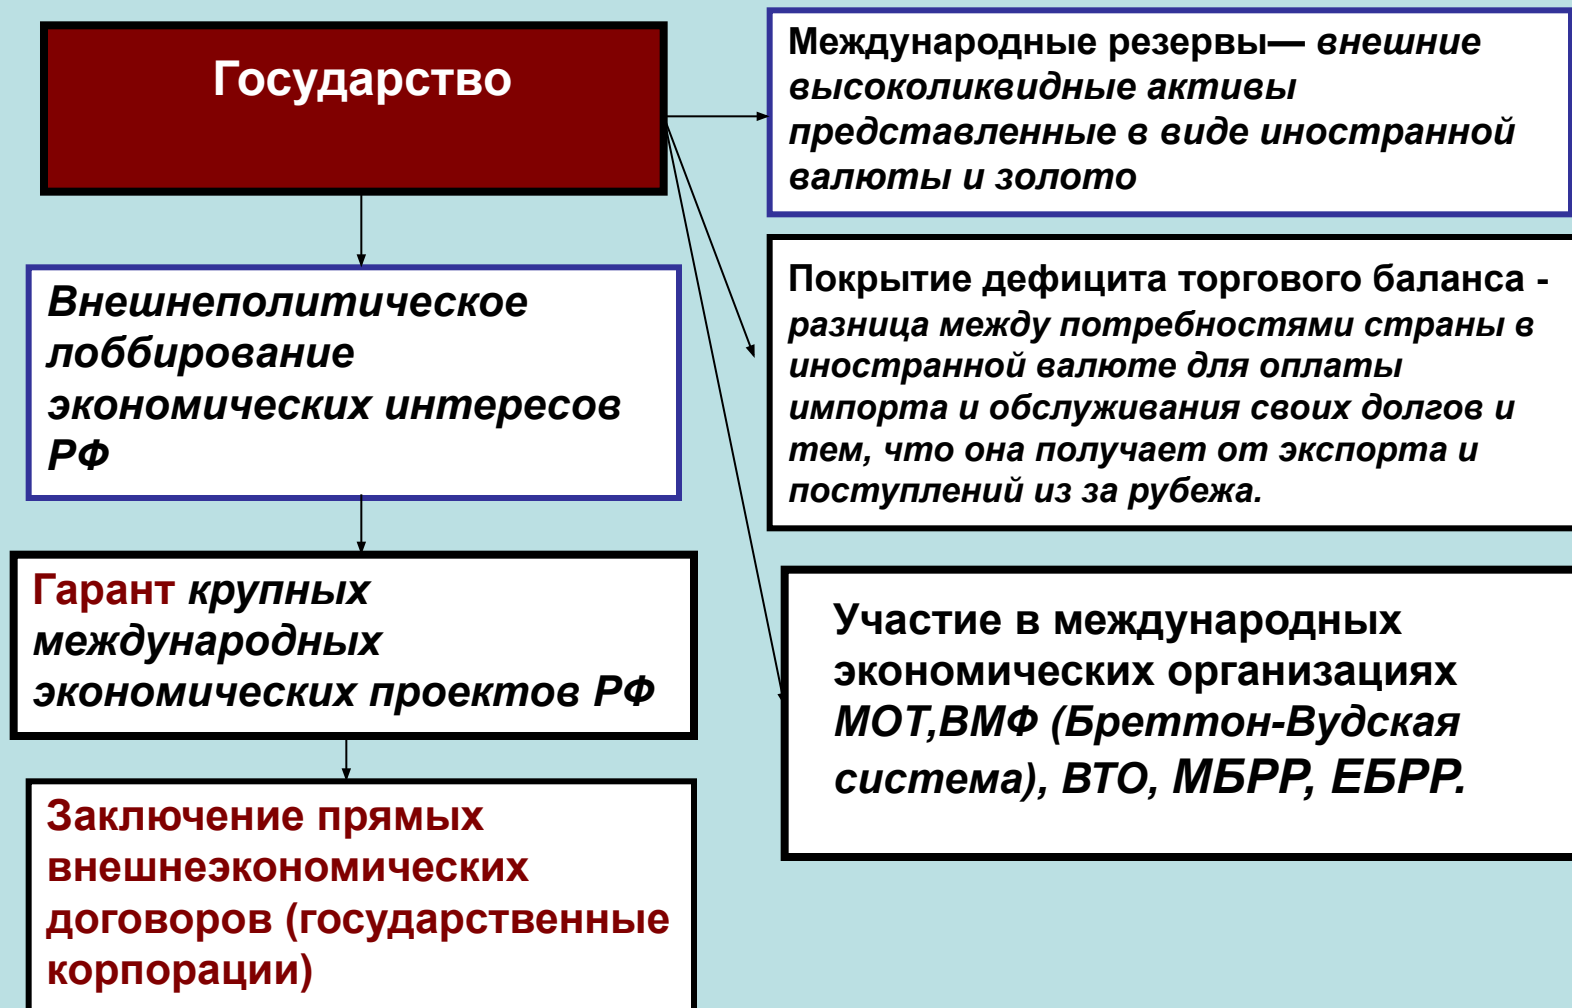 Государство
Международные резервы— внешние
высоколиквидные активы
представленные в виде иностранной
валюты и золото
Внешнеполитическое
лоббирование
экономических интересов
РФ
Покрытие дефицита торгового баланса -
разница между потребностями страны в
иностранной валюте для оплаты
импорта и обслуживания своих долгов и
тем, что она получает от экспорта и
поступлений из за рубежа.
Гарант крупных
международных
экономических проектов РФ
Участие в международных
экономических организациях
МОТ,ВМФ (Бреттон-Вудская
система), ВТО, МБРР, ЕБРР.
Заключение прямых
внешнеэкономических
договоров (государственные
корпорации)